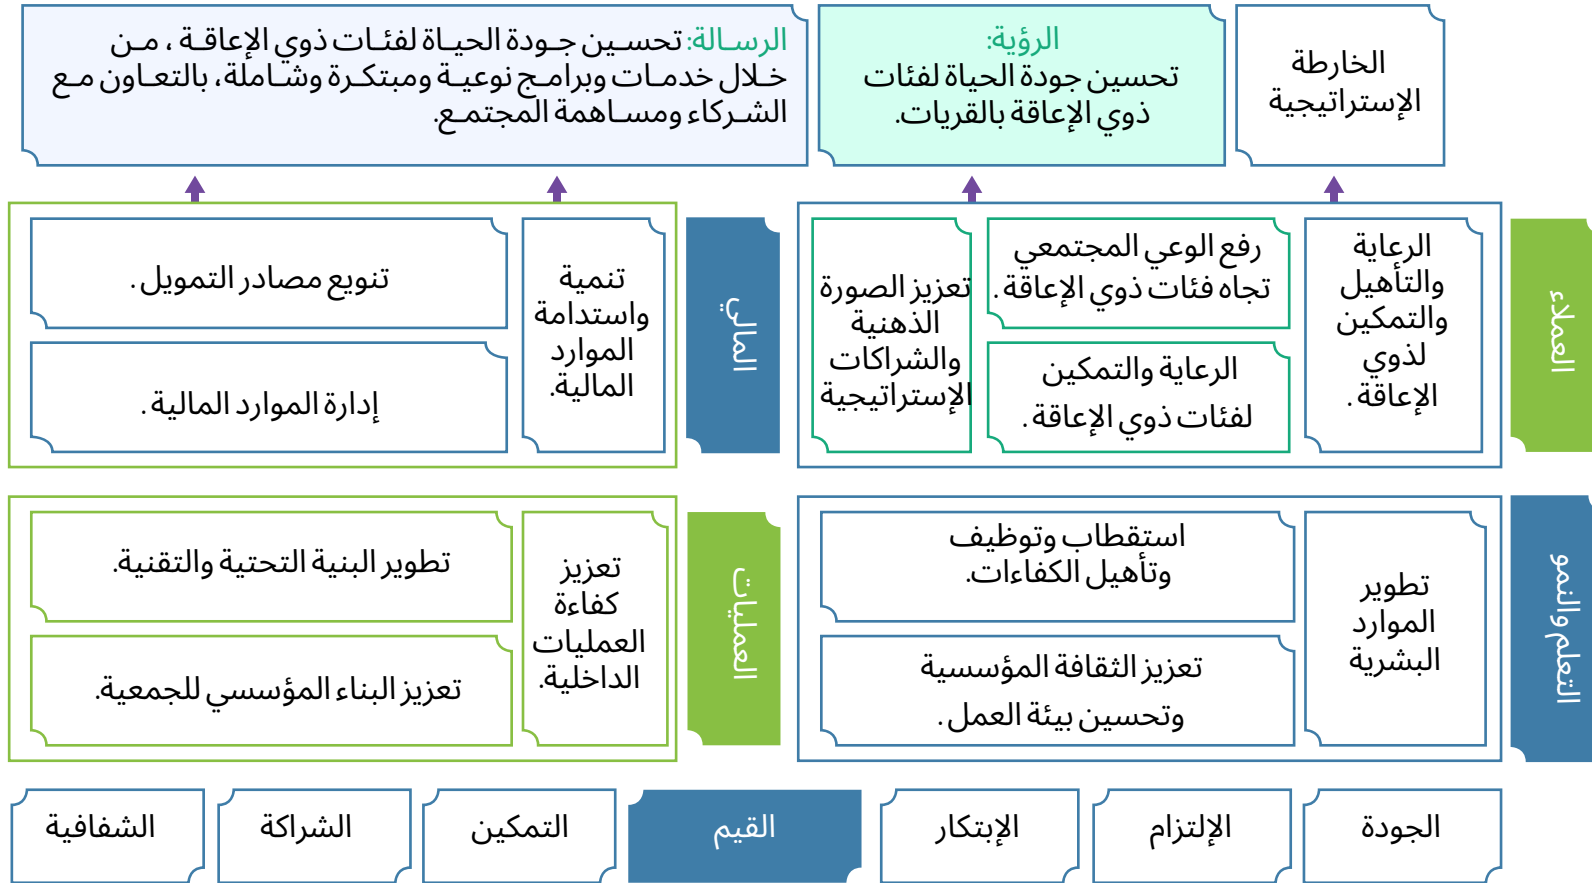 الخارطة
الإستراتيجية
الرؤية:
تحسين جودة الحياة لفئات
ذوي الإعاقة بالقريات.
الرسالة: تحسين جودة الحياة لفئات ذوي الإعاقة ، من
خلال خدمات وبرامج نوعية ومبتكرة وشاملة، بالتعاون مع
الشركاء ومساهمة المجتمع.
العملاء
الرعاية
والتأهيل
والتمكين
لذوي
الإعاقة .
رفع الوعي المجتمعي
تجاه فئات ذوي الإعاقة .
الرعاية والتمكين
لفئات ذوي الإعاقة .
تعزيز الصورة
الذهنية
والشراكات
الإستراتيجية
المالي
تنمية
واستدامة
الموارد
المالية.
تنويع مصادر التمويل .
إدارة الموارد المالية .
التعلم والنمو
تطوير
الموارد
البشرية
استقطاب وتوظيف
وتأهيل الكفاءات.
تعزيز الثقافة المؤسسية
وتحسين بيئة العمل .
العمليات
تعزيز
كفاءة
العمليات
الداخلية.
تطوير البنية التحتية والتقنية.
تعزيز البناء المؤسسي للجمعية.
الجودة
الإلتزام
الإبتكار
القيم
التمكين
الشراكة
الشفافية